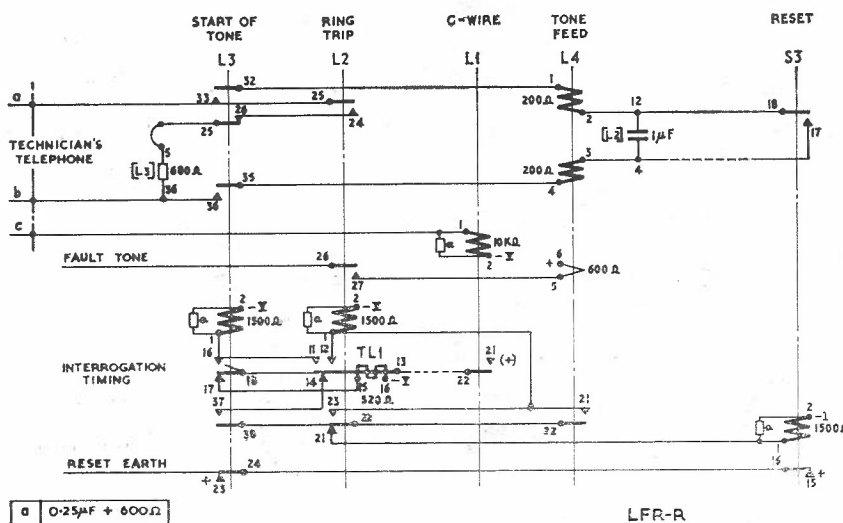 START OF TONE
RING TRIP
C-WIRE
TONE FEED
RESET
L3 L2 L1 L4 S3
1
32
1
a
33
25
26
24
25
200Ω
2
12
18
17
[L2]
1µF
TECHNICIAN'S TELEPHONE
5
[L3]
600Ω
36
3
200Ω
4
4
b
36
35
c
1
a
10KΩ
2 -V
FAULT TONE
26
27
+ 6
5
600Ω
2 -V
a
1500Ω
1
2 -V
a
1500Ω
1
16
11
12
TL1
13
21 (+)
INTERROGATION TIMING
17
18
14
15
16 -V
22
520Ω
37
23
21
38
22
21
32
2
a
1500Ω
1
RESET EARTH
24
+ 23
16
15 +
a 0·25µF + 600Ω
LFR-R